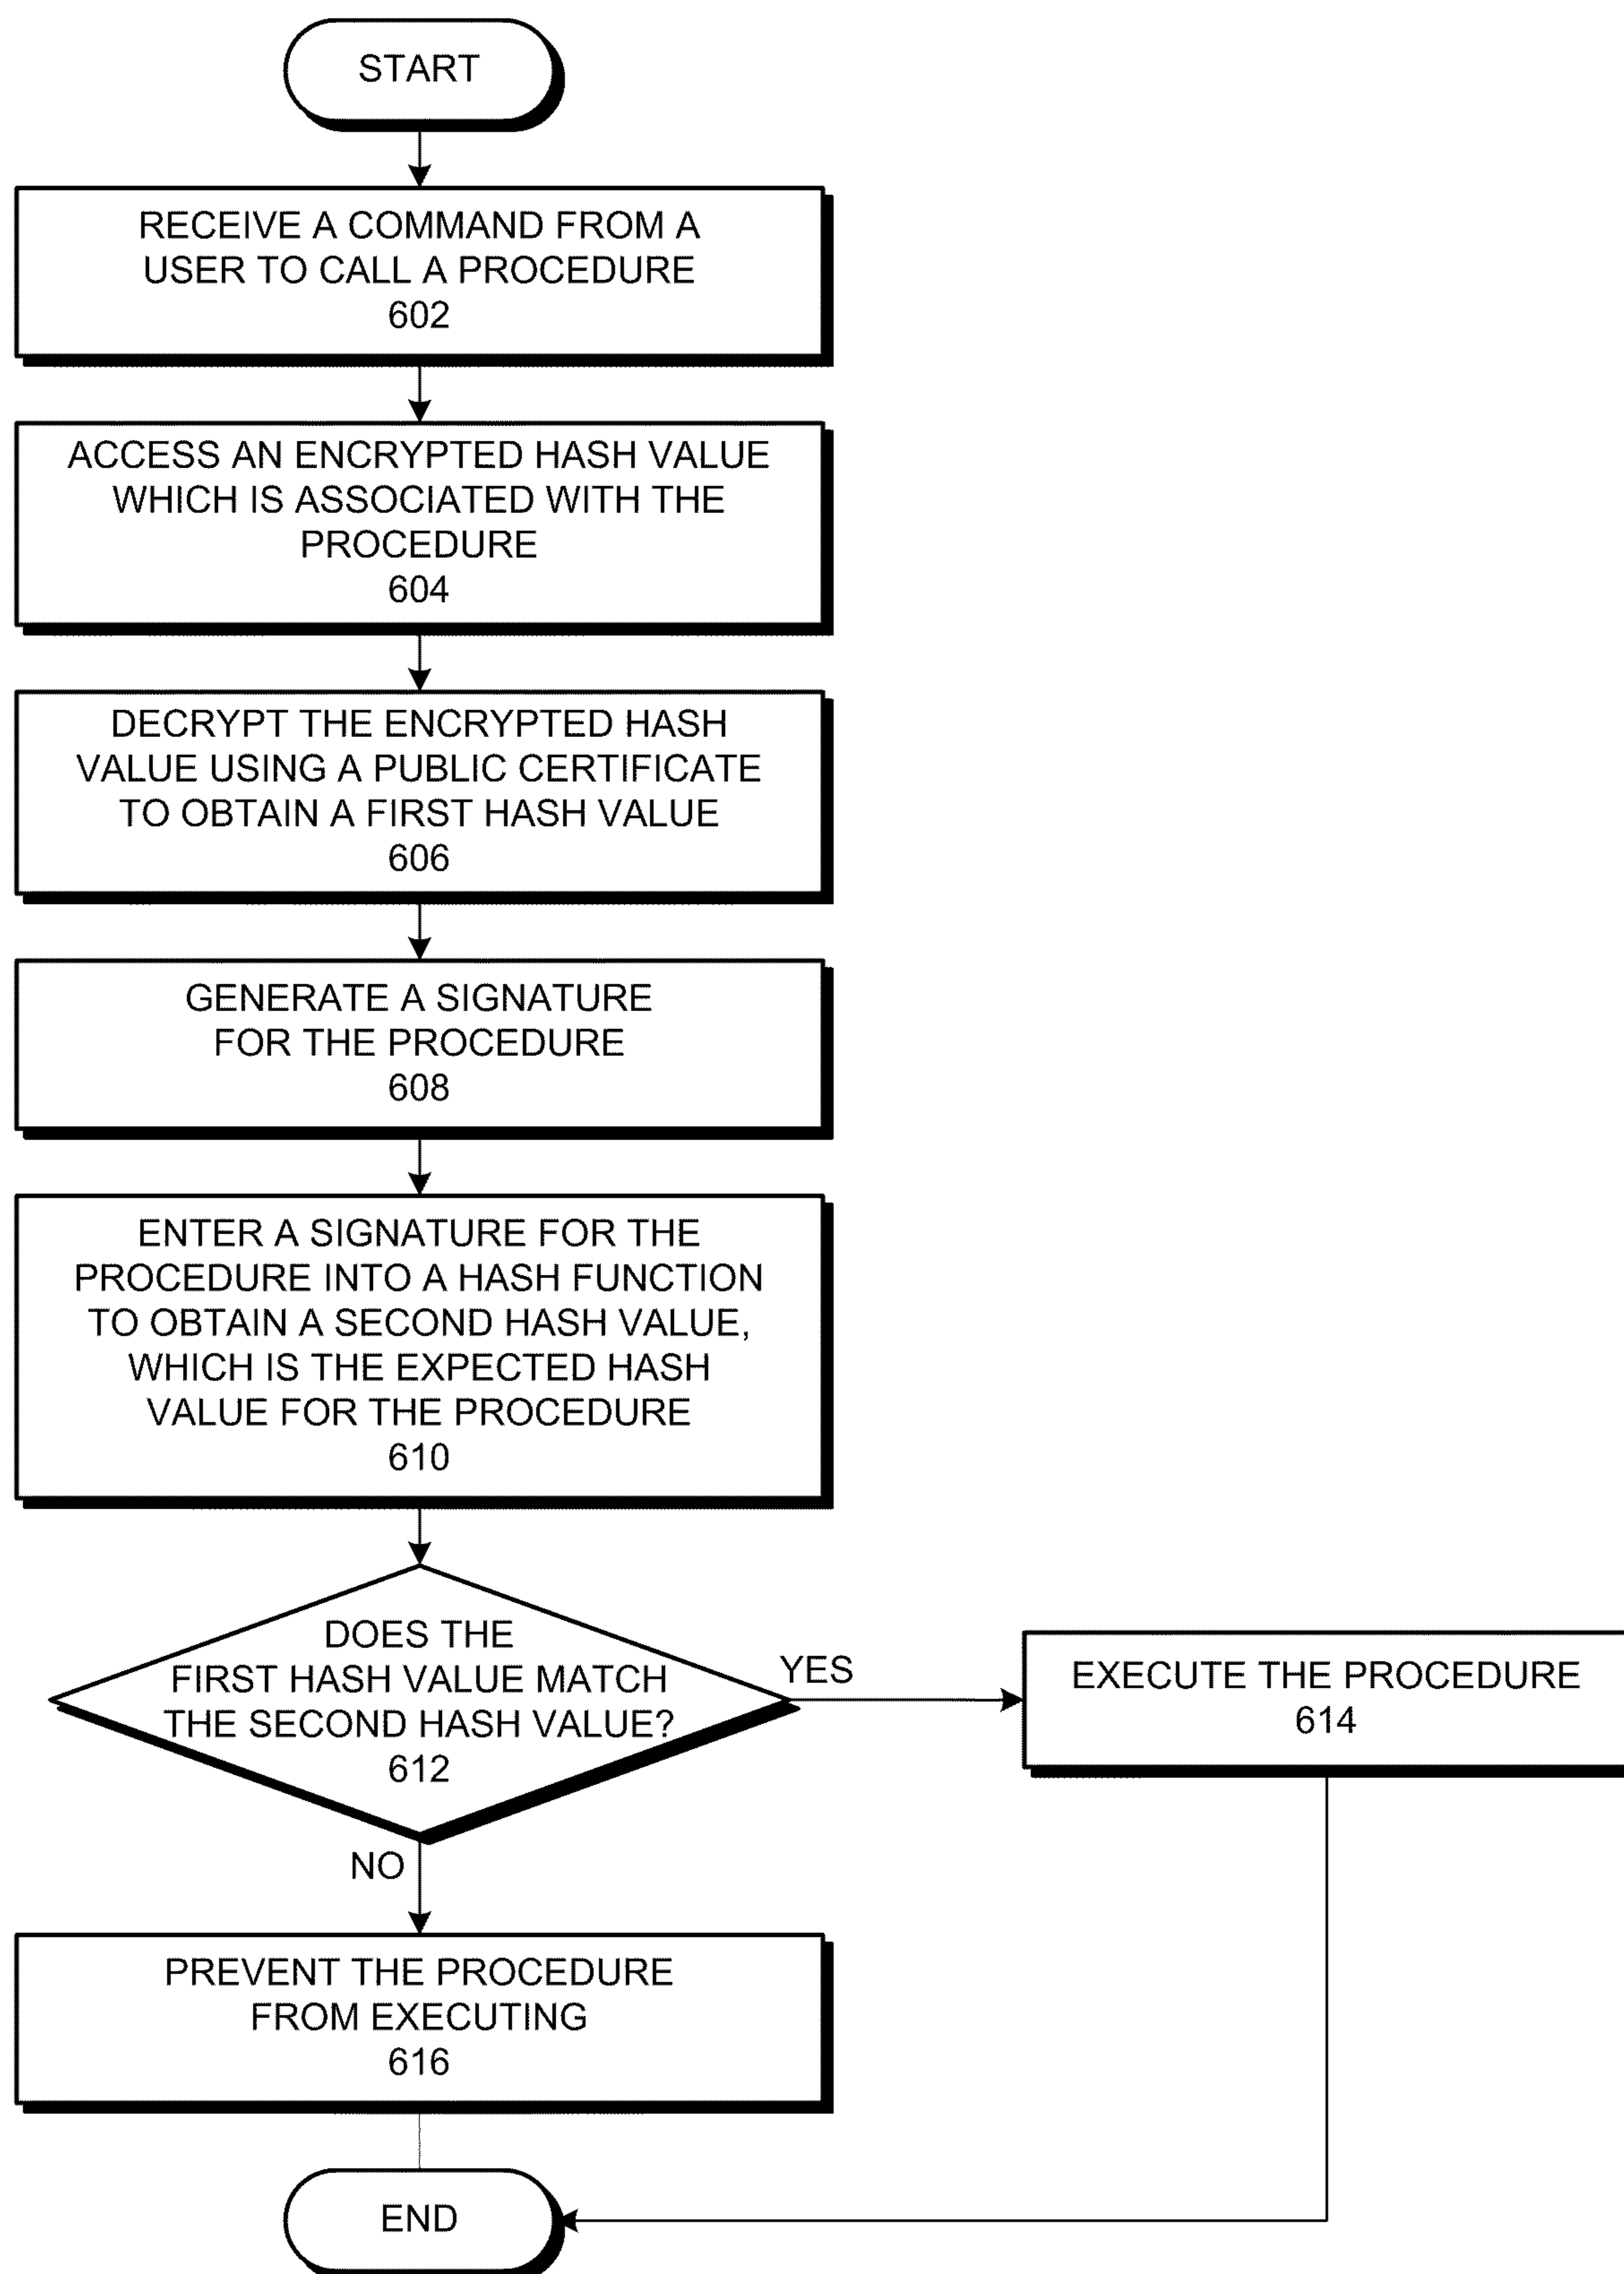 START
RECEIVE A COMMAND FROM A
USER TO CALL A PROCEDURE
602
ACCESS AN ENCRYPTED HASH VALUE
WHICH IS ASSOCIATED WITH THE
PROCEDURE
604
DECRYPT THE ENCRYPTED HASH
VALUE USING A PUBLIC CERTIFICATE
TO OBTAIN A FIRST HASH VALUE
606
GENERATE A SIGNATURE
FOR THE PROCEDURE
608
ENTER A SIGNATURE FOR THE
PROCEDURE INTO A HASH FUNCTION
TO OBTAIN A SECOND HASH VALUE,
WHICH IS THE EXPECTED HASH
VALUE FOR THE PROCEDURE
610
DOES THE
FIRST HASH VALUE MATCH
THE SECOND HASH VALUE?
612
YES
EXECUTE THE PROCEDURE
614
NO
PREVENT THE PROCEDURE
FROM EXECUTING
616
END